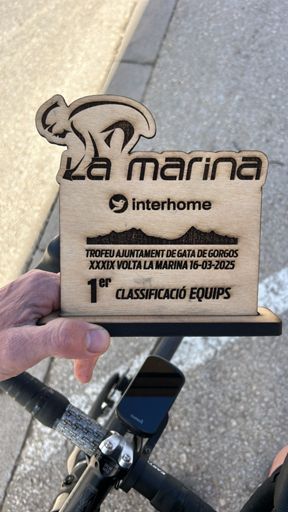 La marina
interhome
TROFEU AJUNTAMENT DE GATA DE GORGOS
XXXIX VOLTA LA MARINA 16-03-2025
1er CLASSIFICACIÓ EQUIPS